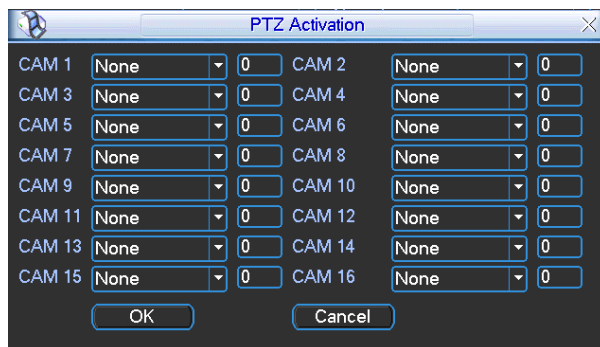 PTZ Activation
CAM 1 None 0 CAM 2 None 0
CAM 3 None 0 CAM 4 None 0
CAM 5 None 0 CAM 6 None 0
CAM 7 None 0 CAM 8 None 0
CAM 9 None 0 CAM 10 None 0
CAM 11 None 0 CAM 12 None 0
CAM 13 None 0 CAM 14 None 0
CAM 15 None 0 CAM 16 None 0
OK Cancel